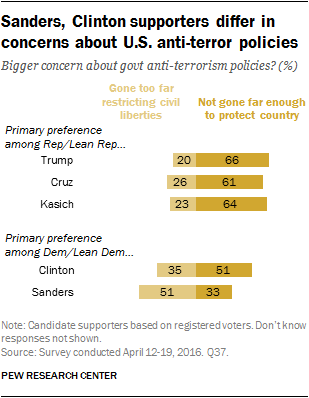 Sanders, Clinton supporters differ in
concerns about U.S. anti-terror policies
Bigger concern about govt anti-terrorism policies? (%)
Gone too far
restricting civil
liberties
Not gone far enough
to protect country
Primary preference
among Rep/Lean Rep...
Trump 20 66
Cruz 26 61
Kasich 23 64
Primary preference
among Dem/Lean Dem...
Clinton 35 51
Sanders 51 33
Note: Candidate supporters based on registered voters. Don't know
responses not shown.
Source: Survey conducted April 12-19, 2016. Q37.
PEW RESEARCH CENTER